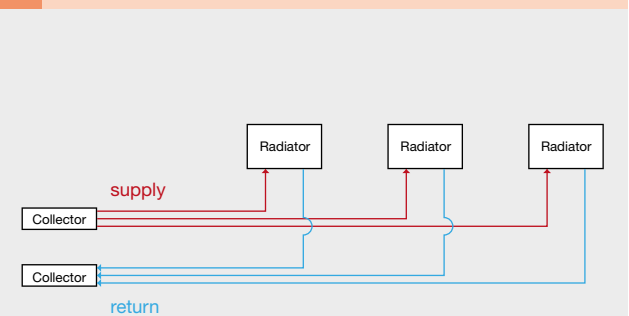 Radiator
Radiator
Radiator
supply
Collector
Collector
return